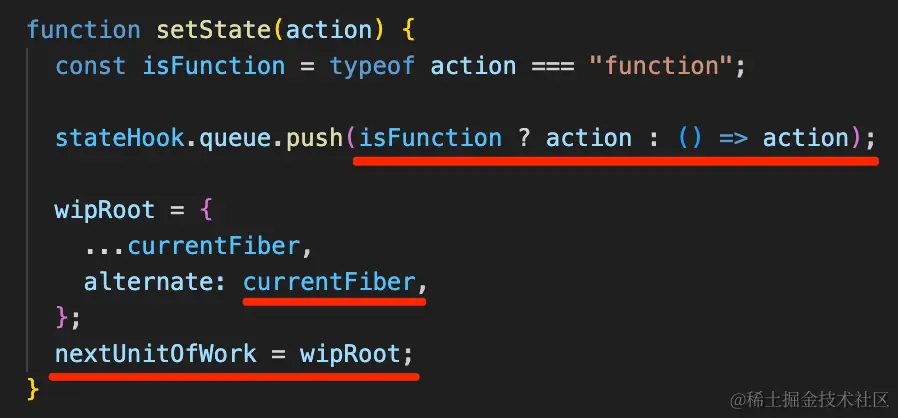 function setState(action) {
const isFunction = typeof action === "function";
stateHook.queue.push(isFunction ? action : () => action);
wipRoot = {
...currentFiber,
alternate: currentFiber,
};
nextUnitOfWork = wipRoot;
}
@稀土掘金技术社区